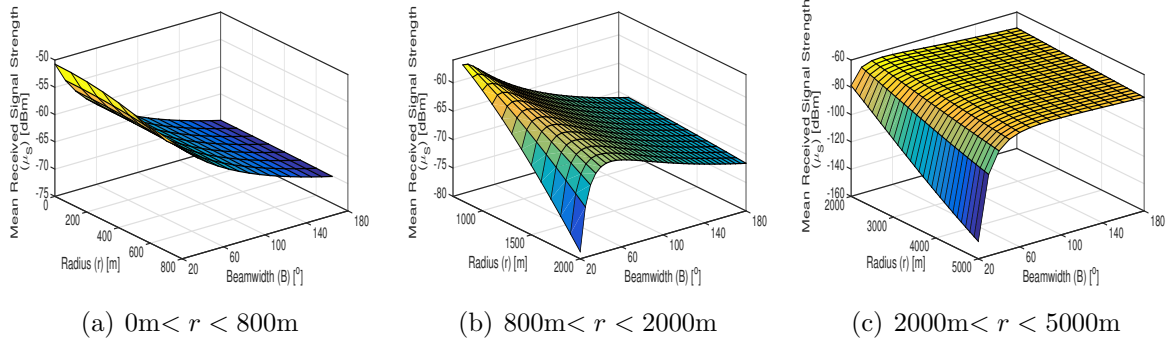 Mean Received Signal Strength
(μ_S) [dBm]
-50
-55
-60
-65
-70
-75
0
200
400
600
800
Radius (r) [m]
20
60
100
140
180
Beamwidth (B) [°]
(a) 0m< r < 800m
Mean Received Signal Strength
(μ_S) [dBm]
-60
-65
-70
-75
-80
1000
1500
2000
Radius (r) [m]
20
60
100
140
180
Beamwidth (B) [°]
(b) 800m< r < 2000m
Mean Received Signal Strength
(μ_S) [dBm]
-60
-80
-100
-120
-140
-160
2000
3000
4000
5000
Radius (r) [m]
20
60
100
140
180
Beamwidth (B) [°]
(c) 2000m< r < 5000m